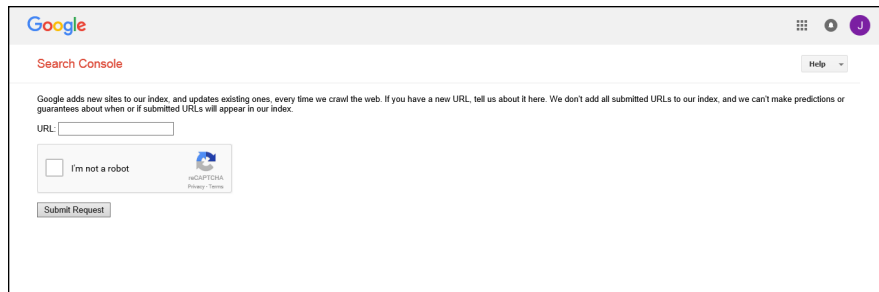 Google
J
Search Console
Help
Google adds new sites to our index, and updates existing ones, every time we crawl the web. If you have a new URL, tell us about it here. We don't add all submitted URLs to our index, and we can't make predictions or
guarantees about when or if submitted URLs will appear in our index.
URL:
I'm not a robot
reCAPTCHA
Privacy - Terms
Submit Request